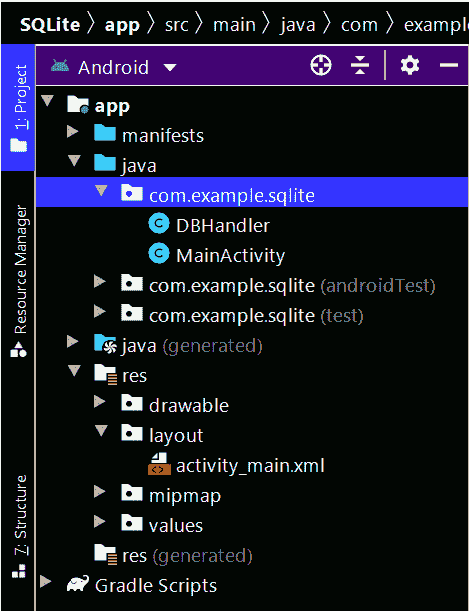 SQLite 〉 app 〉 src 〉 main 〉 java 〉 com 〉 example
1: Project
Resource Manager
7: Structure
Android
app
manifests
java
com.example.sqlite
DBHandler
MainActivity
com.example.sqlite (androidTest)
com.example.sqlite (test)
java (generated)
res
drawable
layout
activity_main.xml
mipmap
values
res (generated)
Gradle Scripts